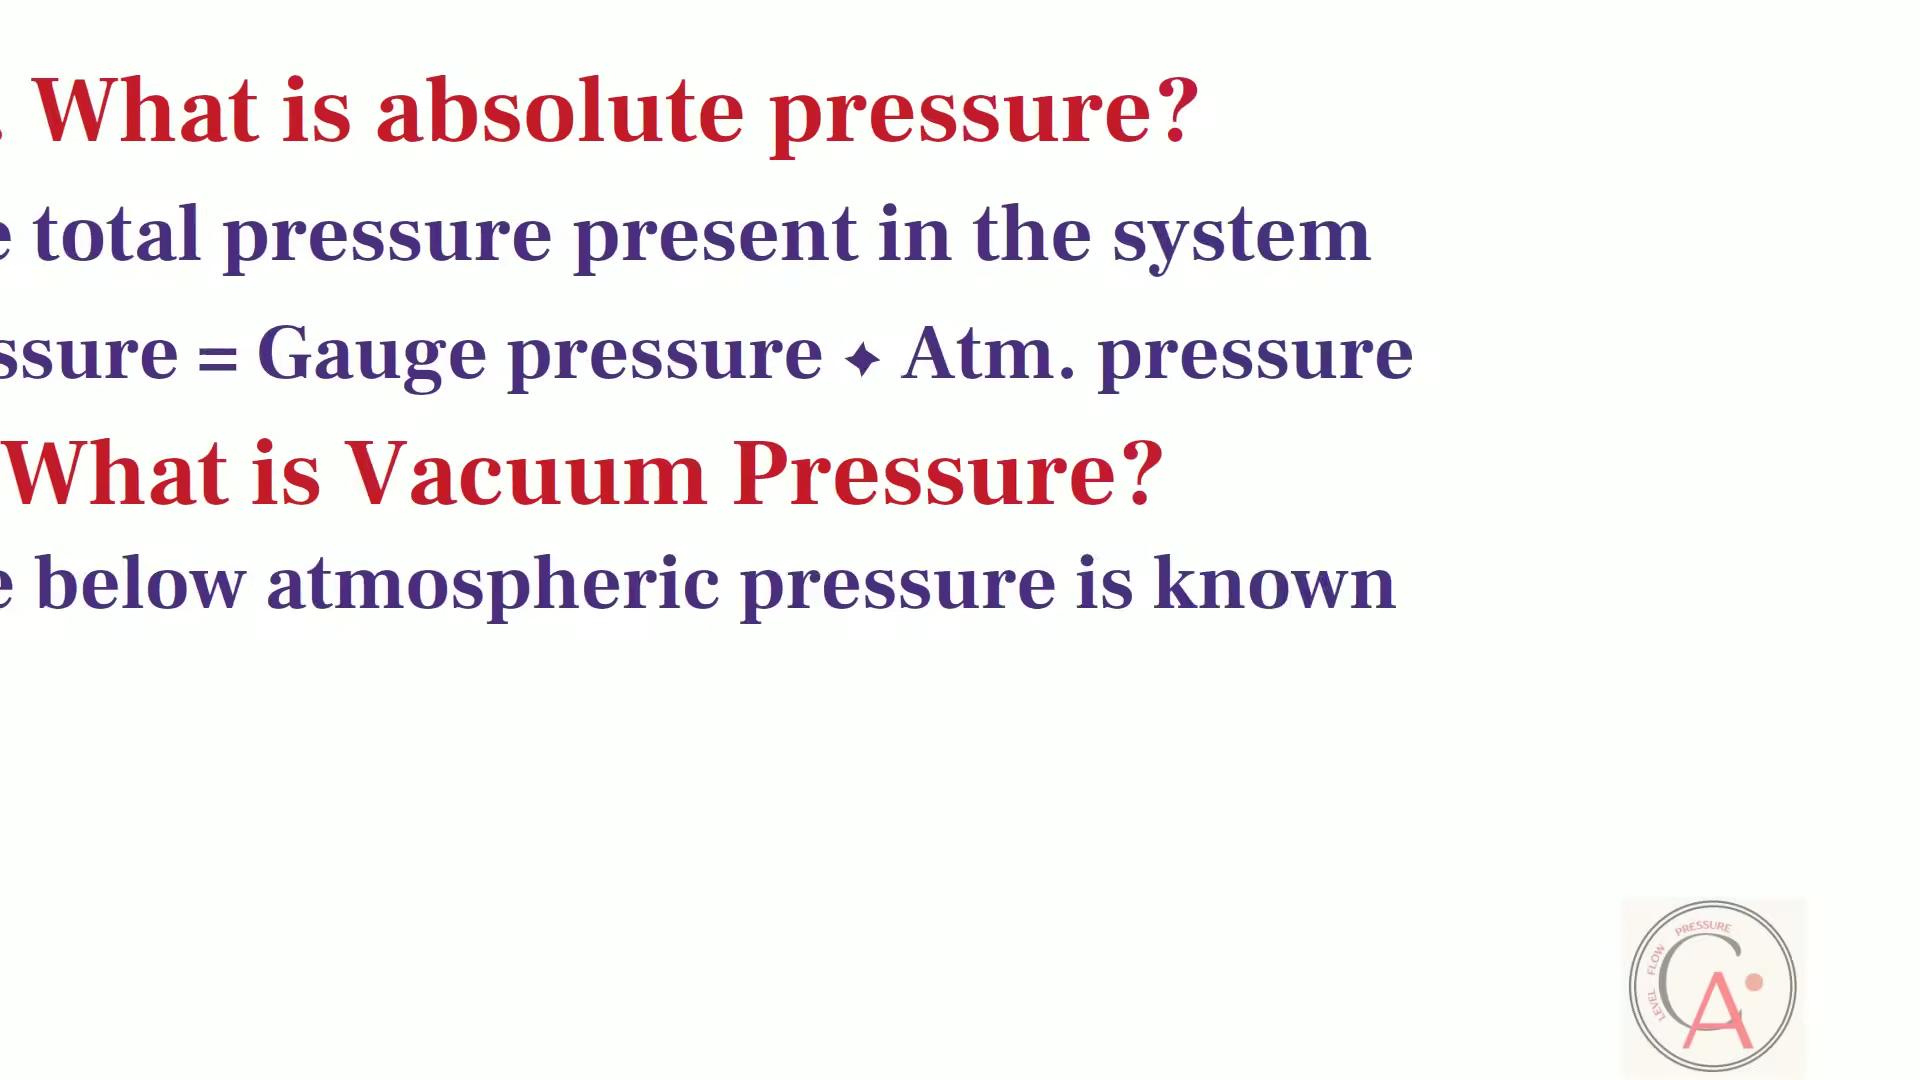 . What is absolute pressure?
e total pressure present in the system
ssure = Gauge pressure + Atm. pressure
What is Vacuum Pressure?
e below atmospheric pressure is known
LEVEL FLOW PRESSURE
CA